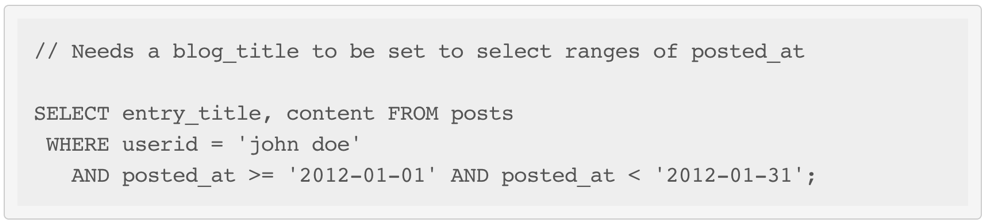 // Needs a blog_title to be set to select ranges of posted_at
SELECT entry_title, content FROM posts
WHERE userid = 'john doe'
AND posted_at >= '2012-01-01' AND posted_at < '2012-01-31';